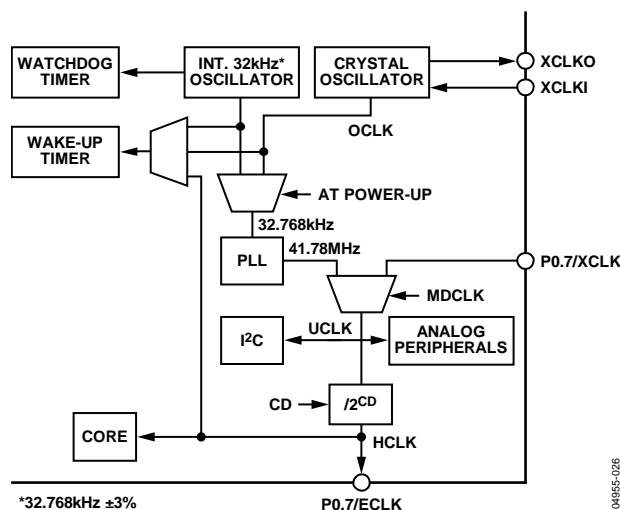 WATCHDOG
TIMER
INT. 32kHz*
OSCILLATOR
CRYSTAL
OSCILLATOR
XCLKO
XCLKI
OCLK
WAKE-UP
TIMER
AT POWER-UP
32.768kHz
41.78MHz
PLL
P0.7/XCLK
MDCLK
I²C
UCLK
ANALOG
PERIPHERALS
CD
/2ᶜᴰ
CORE
HCLK
P0.7/ECLK
*32.768kHz ±3%
04955-026